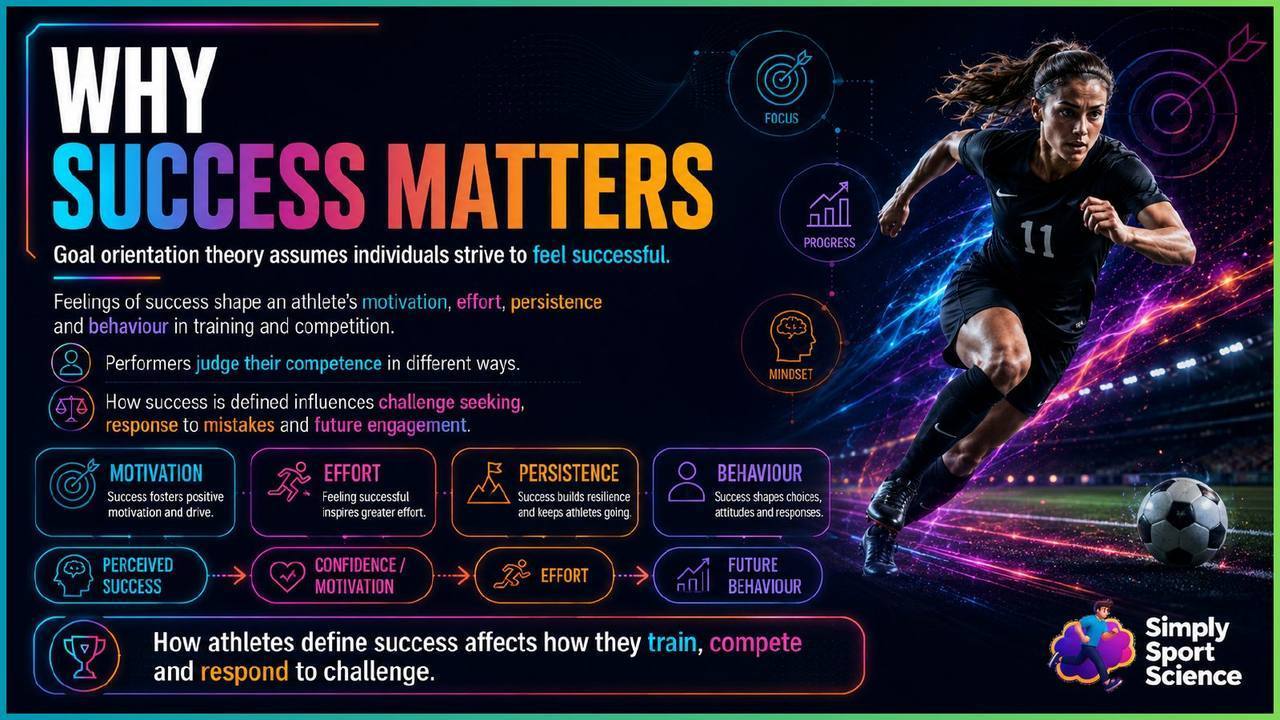 WHY
SUCCESS MATTERS
Goal orientation theory assumes individuals strive to feel successful.
Feelings of success shape an athlete's motivation, effort, persistence
and behaviour in training and competition.
Performers judge their competence in different ways.
How success is defined influences challenge seeking,
response to mistakes and future engagement.
MOTIVATION
Success fosters positive
motivation and drive.
EFFORT
Feeling successful
inspires greater effort.
PERSISTENCE
Success builds resilience
and keeps athletes going.
BEHAVIOUR
Success shapes choices,
attitudes and responses.
PERCEIVED
SUCCESS
CONFIDENCE /
MOTIVATION
EFFORT
FUTURE
BEHAVIOUR
How athletes define success affects how they train, compete
and respond to challenge.
FOCUS
PROGRESS
MINDSET
11
Simply
Sport
Science